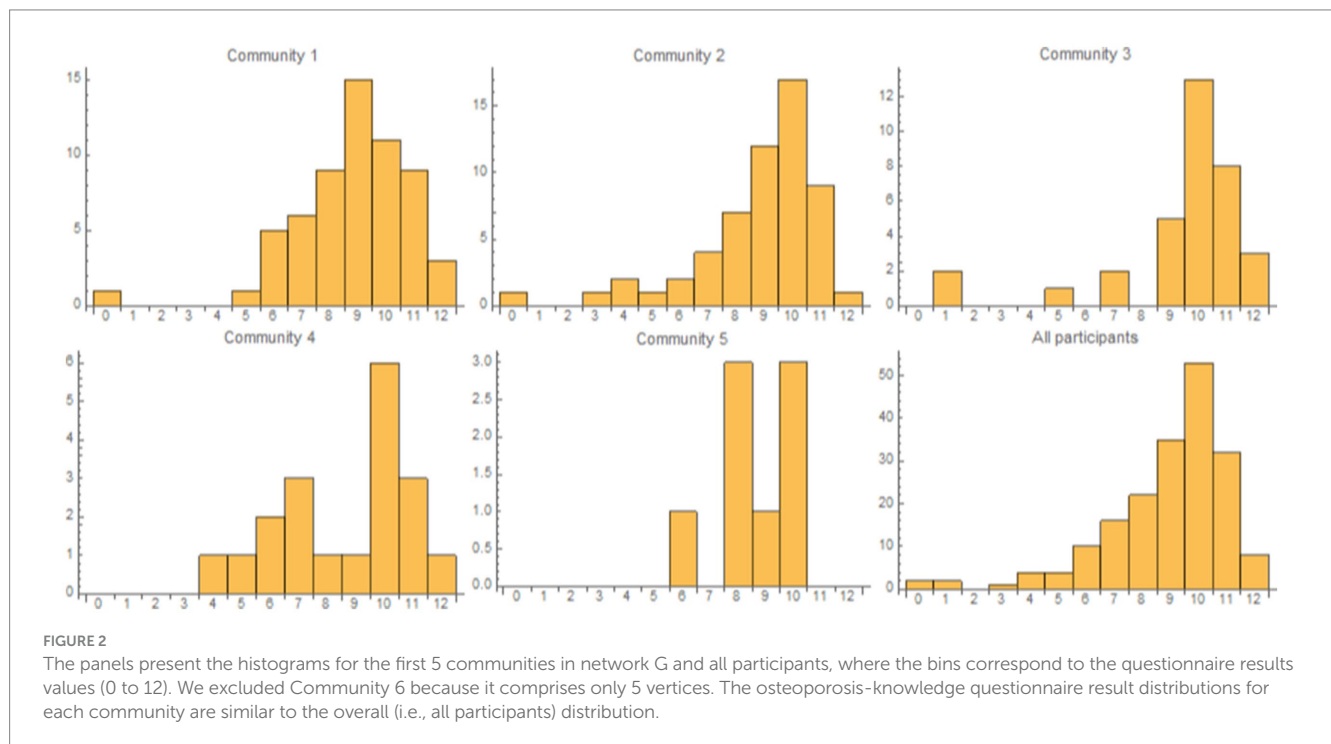 Community 1
15
10
5
0
0 1 2 3 4 5 6 7 8 9 10 11 12
Community 2
15
10
5
0
0 1 2 3 4 5 6 7 8 9 10 11 12
Community 3
12
10
8
6
4
2
0
0 1 2 3 4 5 6 7 8 9 10 11 12
Community 4
6
5
4
3
2
1
0
0 1 2 3 4 5 6 7 8 9 10 11 12
Community 5
3.0
2.5
2.0
1.5
1.0
0.5
0.0
0 1 2 3 4 5 6 7 8 9 10 11 12
All participants
50
40
30
20
10
0
0 1 2 3 4 5 6 7 8 9 10 11 12
FIGURE 2
The panels present the histograms for the first 5 communities in network G and all participants, where the bins correspond to the questionnaire results
values (0 to 12). We excluded Community 6 because it comprises only 5 vertices. The osteoporosis-knowledge questionnaire result distributions for
each community are similar to the overall (i.e., all participants) distribution.